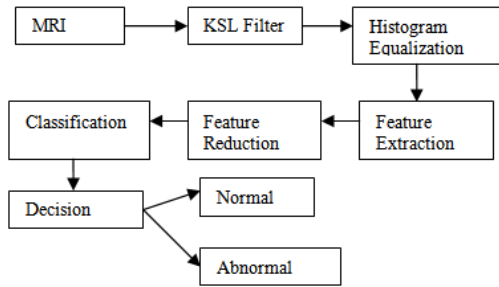 MRI
KSL Filter
Histogram
Equalization
Feature
Extraction
Feature
Reduction
Classification
Decision
Normal
Abnormal